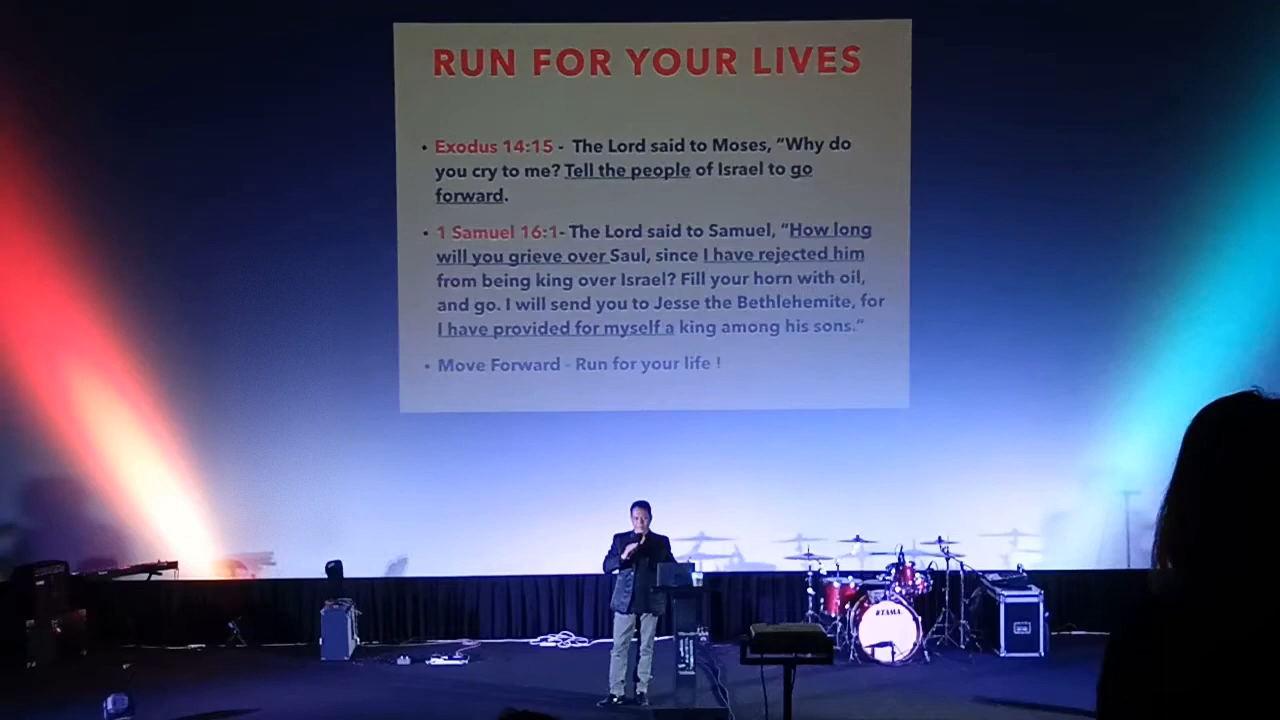 RUN FOR YOUR LIVES
• Exodus 14:15 - The Lord said to Moses, “Why do
you cry to me? Tell the people of Israel to go
forward.
• 1 Samuel 16:1- The Lord said to Samuel, “How long
will you grieve over Saul, since I have rejected him
from being king over Israel? Fill your horn with oil,
and go. I will send you to Jesse the Bethlehemite, for
I have provided for myself a king among his sons.”
• Move Forward - Run for your life !
TAMA